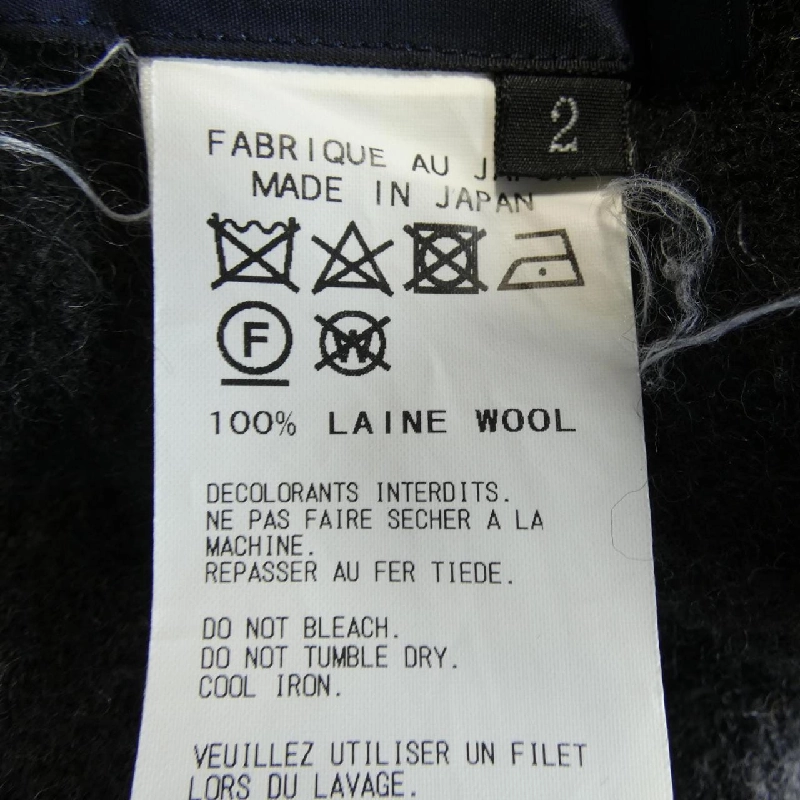 2
FABRIQUE AU
MADE IN JAPAN
F
W
100% LAINE WOOL
DECOLORANTS INTERDITS.
NE PAS FAIRE SECHER A LA
MACHINE.
REPASSER AU FER TIEDE.
DO NOT BLEACH.
DO NOT TUMBLE DRY.
COOL IRON.
VEUILLEZ UTILISER UN FILET
LORS DU LAVAGE.